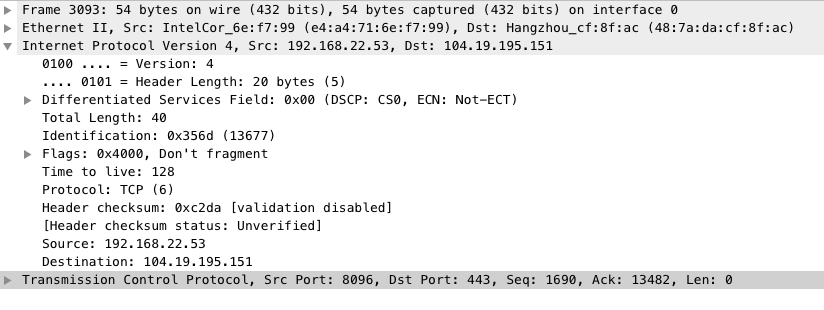 Frame 3093: 54 bytes on wire (432 bits), 54 bytes captured (432 bits) on interface 0
Ethernet II, Src: IntelCor_6e:f7:99 (e4:a4:71:6e:f7:99), Dst: Hangzhou_cf:8f:ac (48:7a:da:cf:8f:ac)
Internet Protocol Version 4, Src: 192.168.22.53, Dst: 104.19.195.151
0100 .... = Version: 4
.... 0101 = Header Length: 20 bytes (5)
Differentiated Services Field: 0x00 (DSCP: CS0, ECN: Not-ECT)
Total Length: 40
Identification: 0x356d (13677)
Flags: 0x4000, Don't fragment
Time to live: 128
Protocol: TCP (6)
Header checksum: 0xc2da [validation disabled]
[Header checksum status: Unverified]
Source: 192.168.22.53
Destination: 104.19.195.151
Transmission Control Protocol, Src Port: 8096, Dst Port: 443, Seq: 1690, Ack: 13482, Len: 0